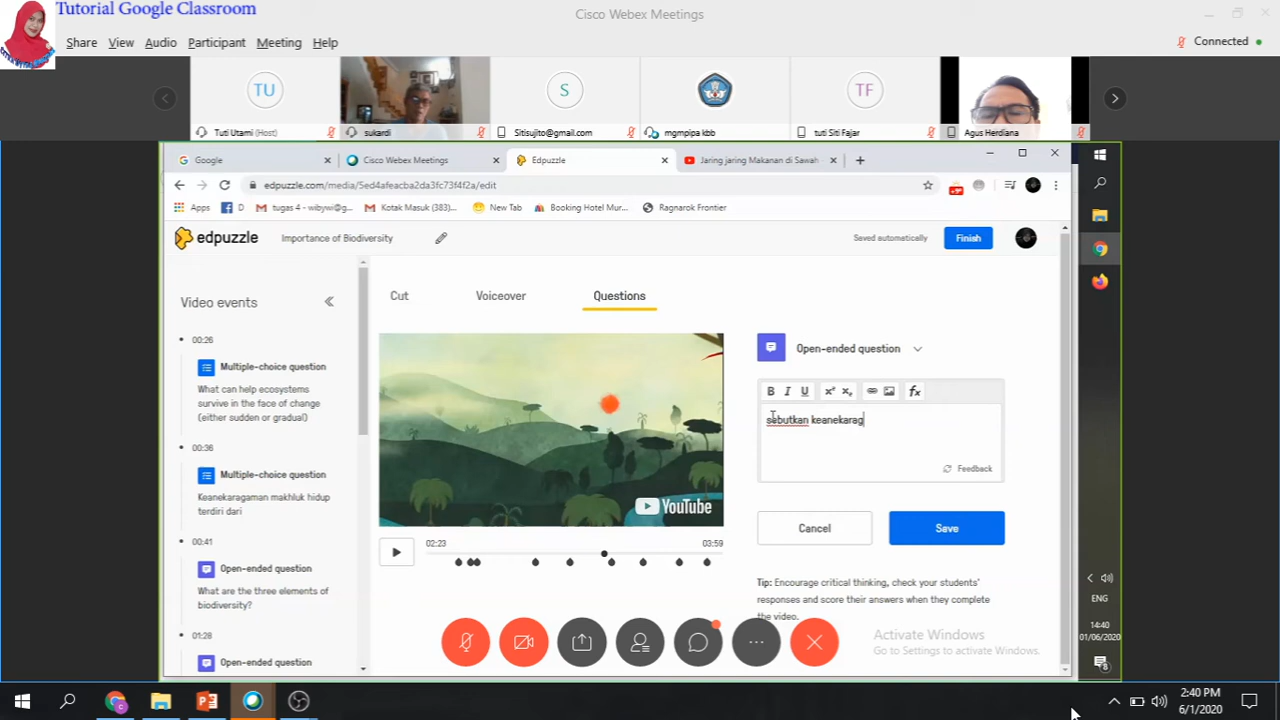 Tutorial Google Classroom
Cisco Webex Meetings
Share View Audio Participant Meeting Help
Connected
TU
S
TF
Tuti Utami (Host)
sukardi
Sitisujito@gmail.com
mgmpipa kbb
tuti Siti Fajar
Agus Herdiana
Google
Cisco Webex Meetings
Edpuzzle
Jaring jaring Makanan di Sawah
edpuzzle.com/media/5ed4afeacba2da3fc73f4f2a/edit
Apps
D
tugas 4 - wibywi@g...
Kotak Masuk (383)...
New Tab
Booking Hotel Mur...
Ragnarok Frontier
edpuzzle
Importance of Biodiversity
Saved automatically
Finish
Video events
Cut
Voiceover
Questions
00:26
Multiple-choice question
What can help ecosystems
survive in the face of change
(either sudden or gradual)
00:36
Multiple-choice question
Keanekaragaman makhluk hidup
terdiri dari
00:41
Open-ended question
What are the three elements of
biodiversity?
01:28
Open-ended question
YouTube
02:23
03:59
Open-ended question
B I U x² x₂ fx
sebutkan keanekarag
Feedback
Cancel
Save
Tip: Encourage critical thinking, check your students'
responses and score their answers when they complete
the video.
Activate Windows
Go to Settings to activate Windows.
ENG
14:40
01/06/2020
8
2:40 PM
6/1/2020